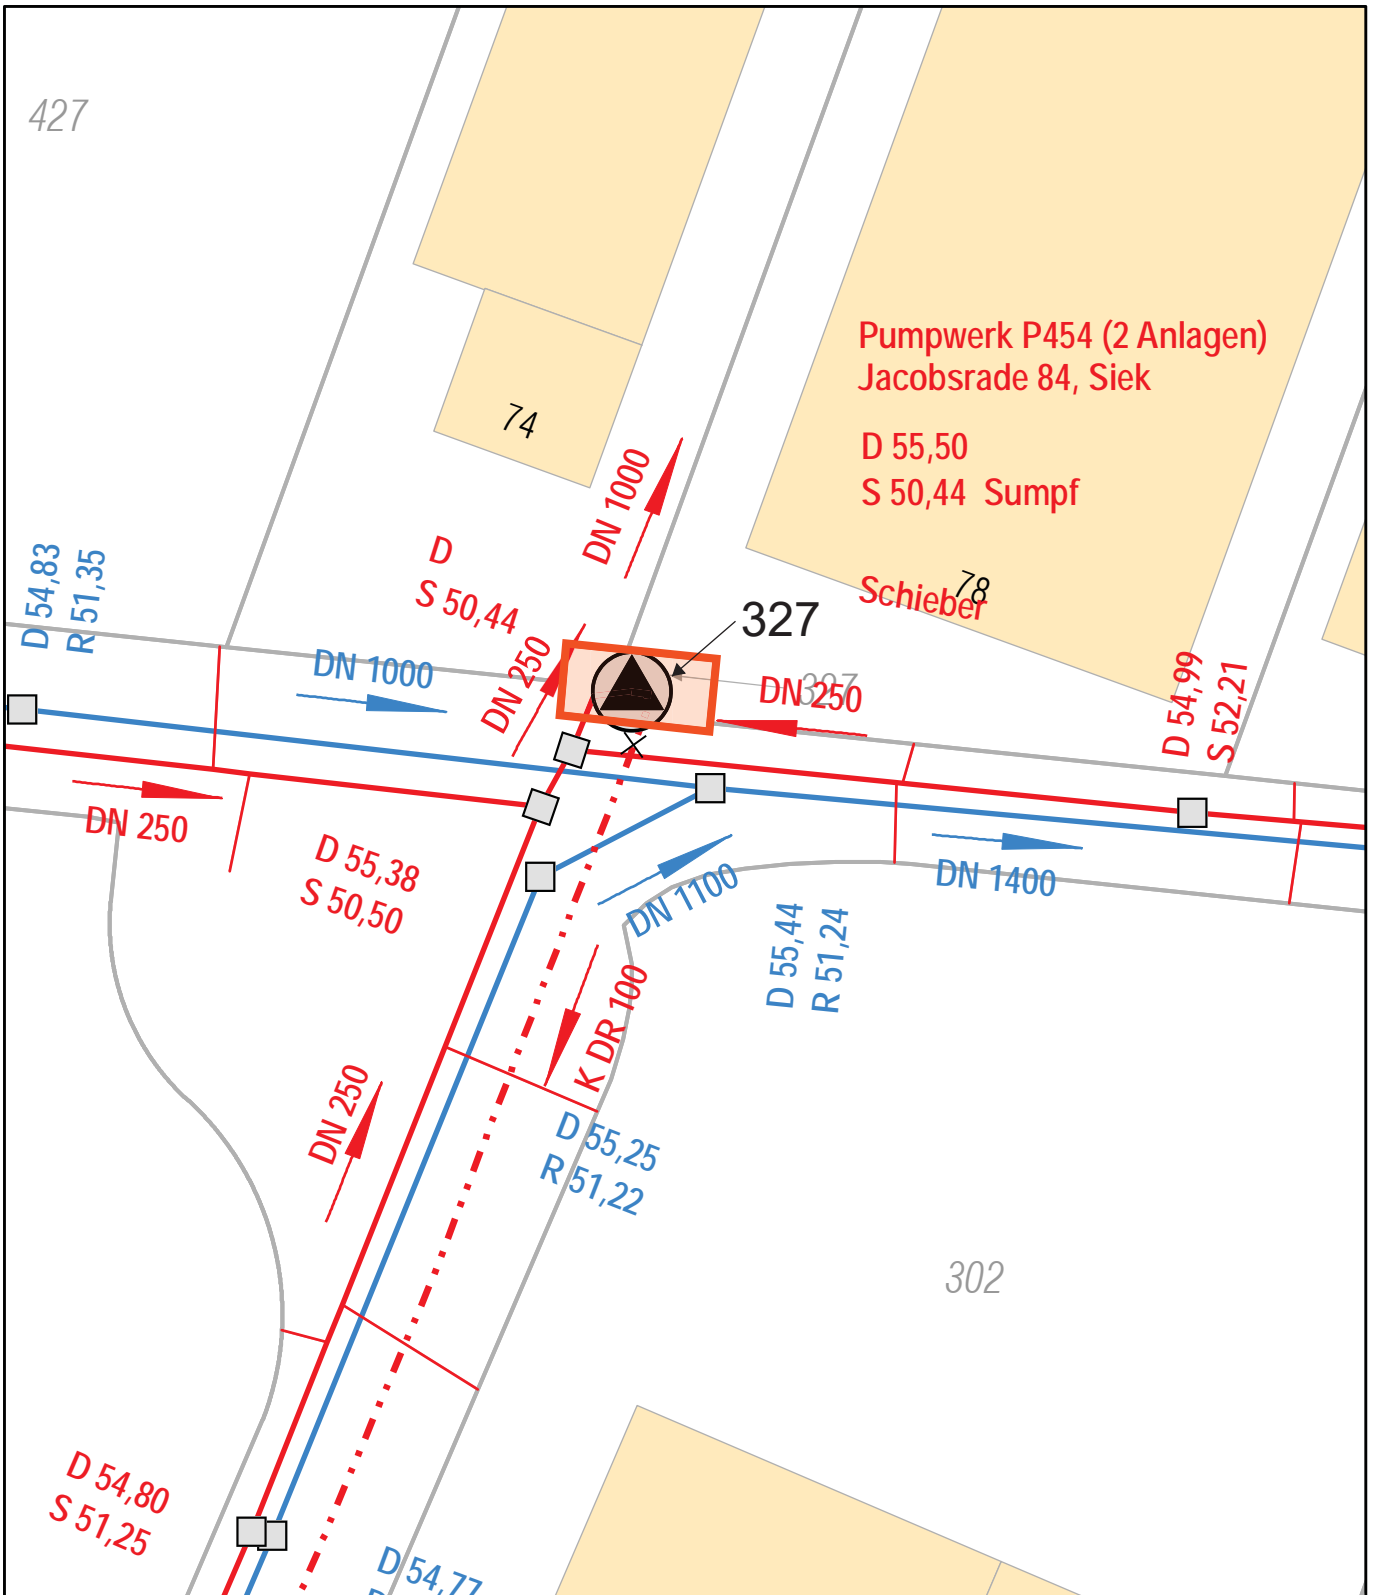 427
Pumpwerk P454 (2 Anlagen)
Jacobsrade 84, Siek
D 55,50
S 50,44 Sumpf
74
DN 1000
D
S 50,44
Schieber
78
327
D 54,83
R 51,35
DN 1000
DN 250
327
DN 250
D 54,99
S 52,21
DN 250
D 55,38
S 50,50
DN 1100
DN 1400
D 55,44
R 51,24
K DR 100
DN 250
D 55,25
R 51,22
302
D 54,80
S 51,25
D 54,77